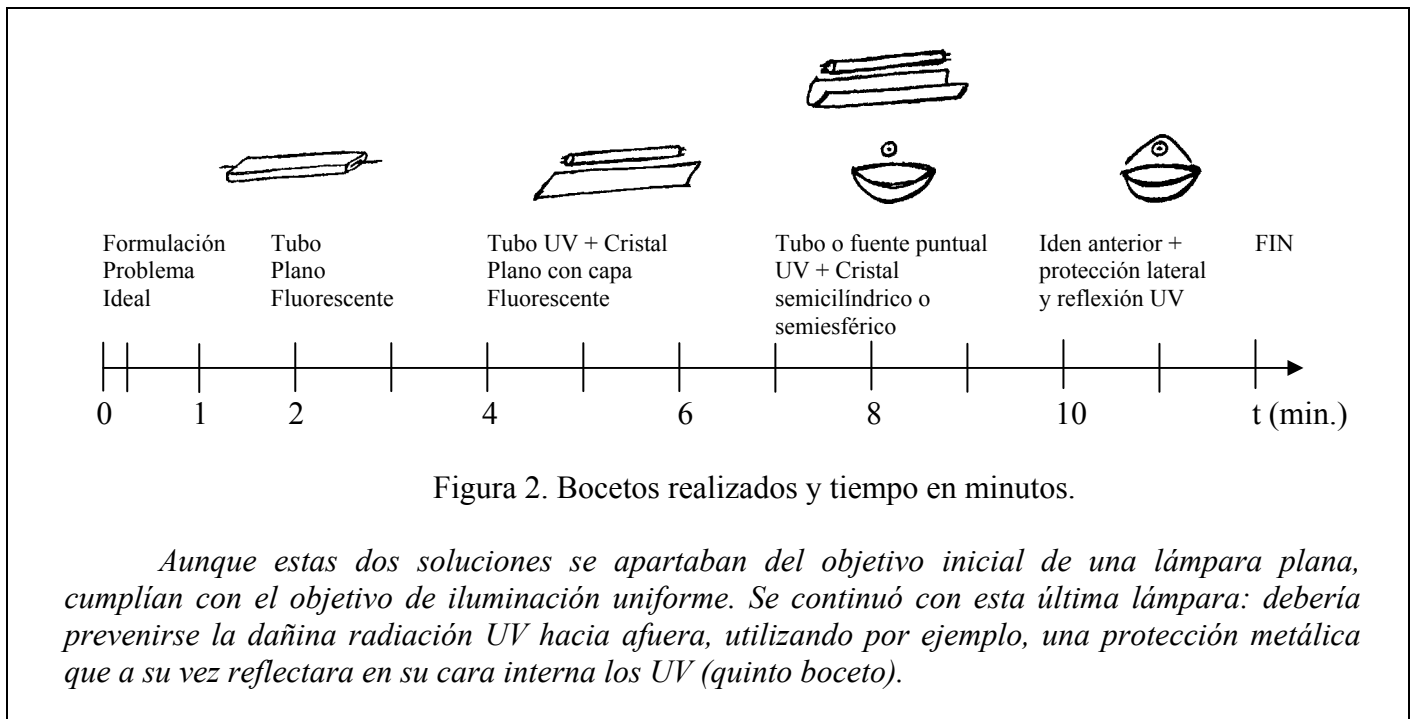 Formulación
Problema
Ideal
Tubo
Plano
Fluorescente
Tubo UV + Cristal
Plano con capa
Fluorescente
Tubo o fuente puntual
UV + Cristal
semicilíndrico o
semiesférico
Iden anterior +
protección lateral
y reflexión UV
FIN
0 1 2 4 6 8 10 t (min.)
Figura 2. Bocetos realizados y tiempo en minutos.
Aunque estas dos soluciones se apartaban del objetivo inicial de una lámpara plana,
cumplían con el objetivo de iluminación uniforme. Se continuó con esta última lámpara: debería
prevenirse la dañina radiación UV hacia afuera, utilizando por ejemplo, una protección metálica
que a su vez reflectara en su cara interna los UV (quinto boceto).